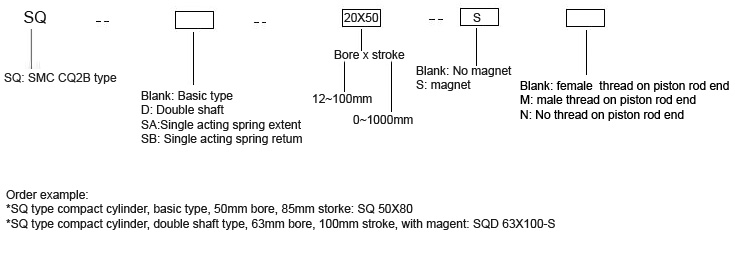 SQ -- -- 20X50 -- S
Bore x stroke
SQ: SMC CQ2B type
Blank: Basic type
D: Double shaft
SA:Single acting spring extent
SB: Single acting spring retum
12~100mm
0~1000mm
Blank: No magnet
S: magnet
Blank: female thread on piston rod end
M: male thread on piston rod end
N: No thread on piston rod end
Order example:
*SQ type compact cylinder, basic type, 50mm bore, 85mm storke: SQ 50X80
*SQ type compact cylinder, double shaft type, 63mm bore, 100mm stroke, with magent: SQD 63X100-S